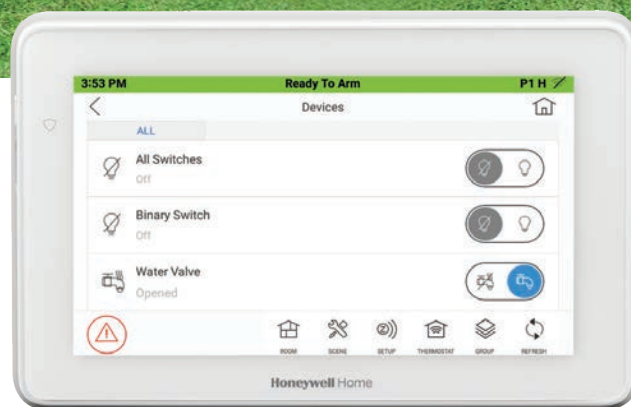 3:53 PM Ready To Arm P1 H
Devices
ALL
All Switches
Off
Binary Switch
Off
Water Valve
Opened
ROOM SCENE SETUP THERMOSTAT GROUP REFRESH
Honeywell Home